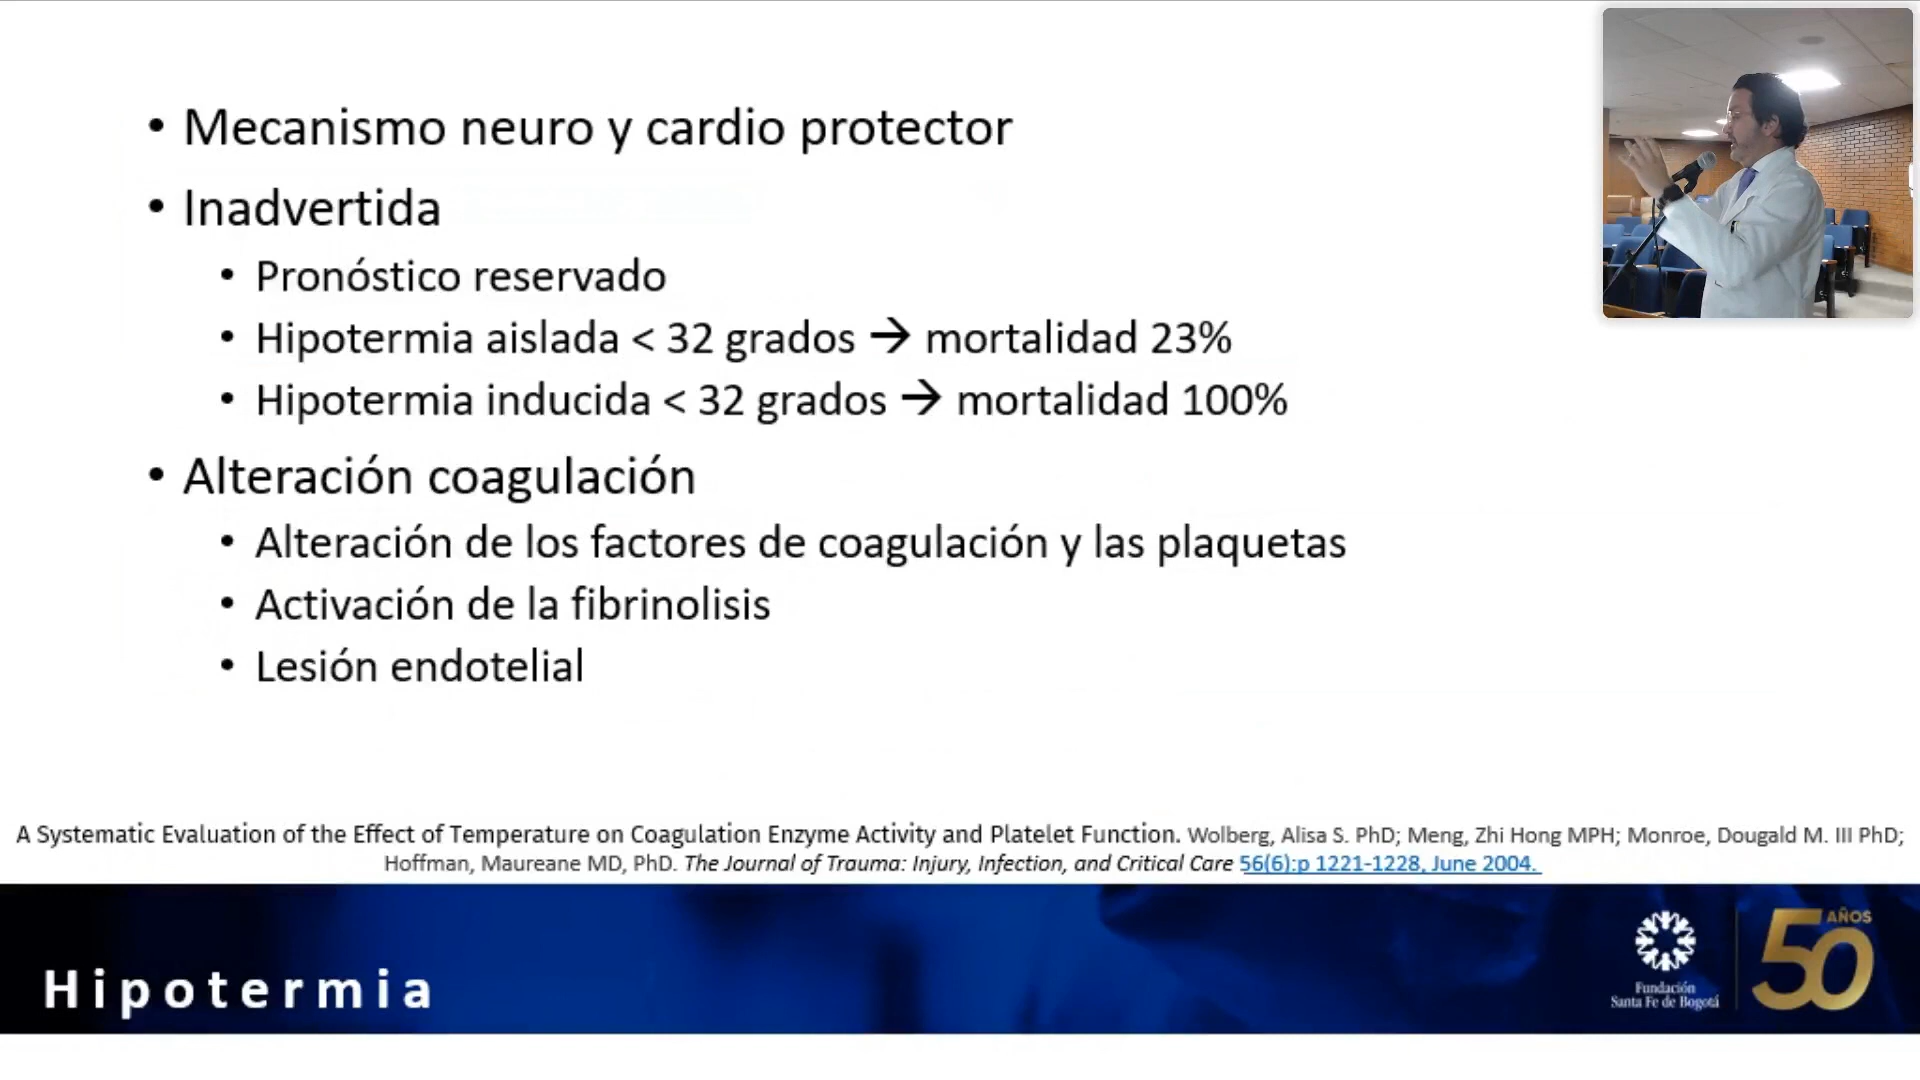 • Mecanismo neuro y cardio protector
• Inadvertida
• Pronóstico reservado
• Hipotermia aislada < 32 grados → mortalidad 23%
• Hipotermia inducida < 32 grados → mortalidad 100%
• Alteración coagulación
• Alteración de los factores de coagulación y las plaquetas
• Activación de la fibrinolisis
• Lesión endotelial
A Systematic Evaluation of the Effect of Temperature on Coagulation Enzyme Activity and Platelet Function. Wolberg, Alisa S. PhD; Meng, Zhi Hong MPH; Monroe, Dougald M. III PhD;
Hoffman, Maureane MD, PhD. The Journal of Trauma: Injury, Infection, and Critical Care 56(6):p 1221-1228, June 2004.
Hipotermia
Fundación
Santa Fe de Bogotá
50 AÑOS